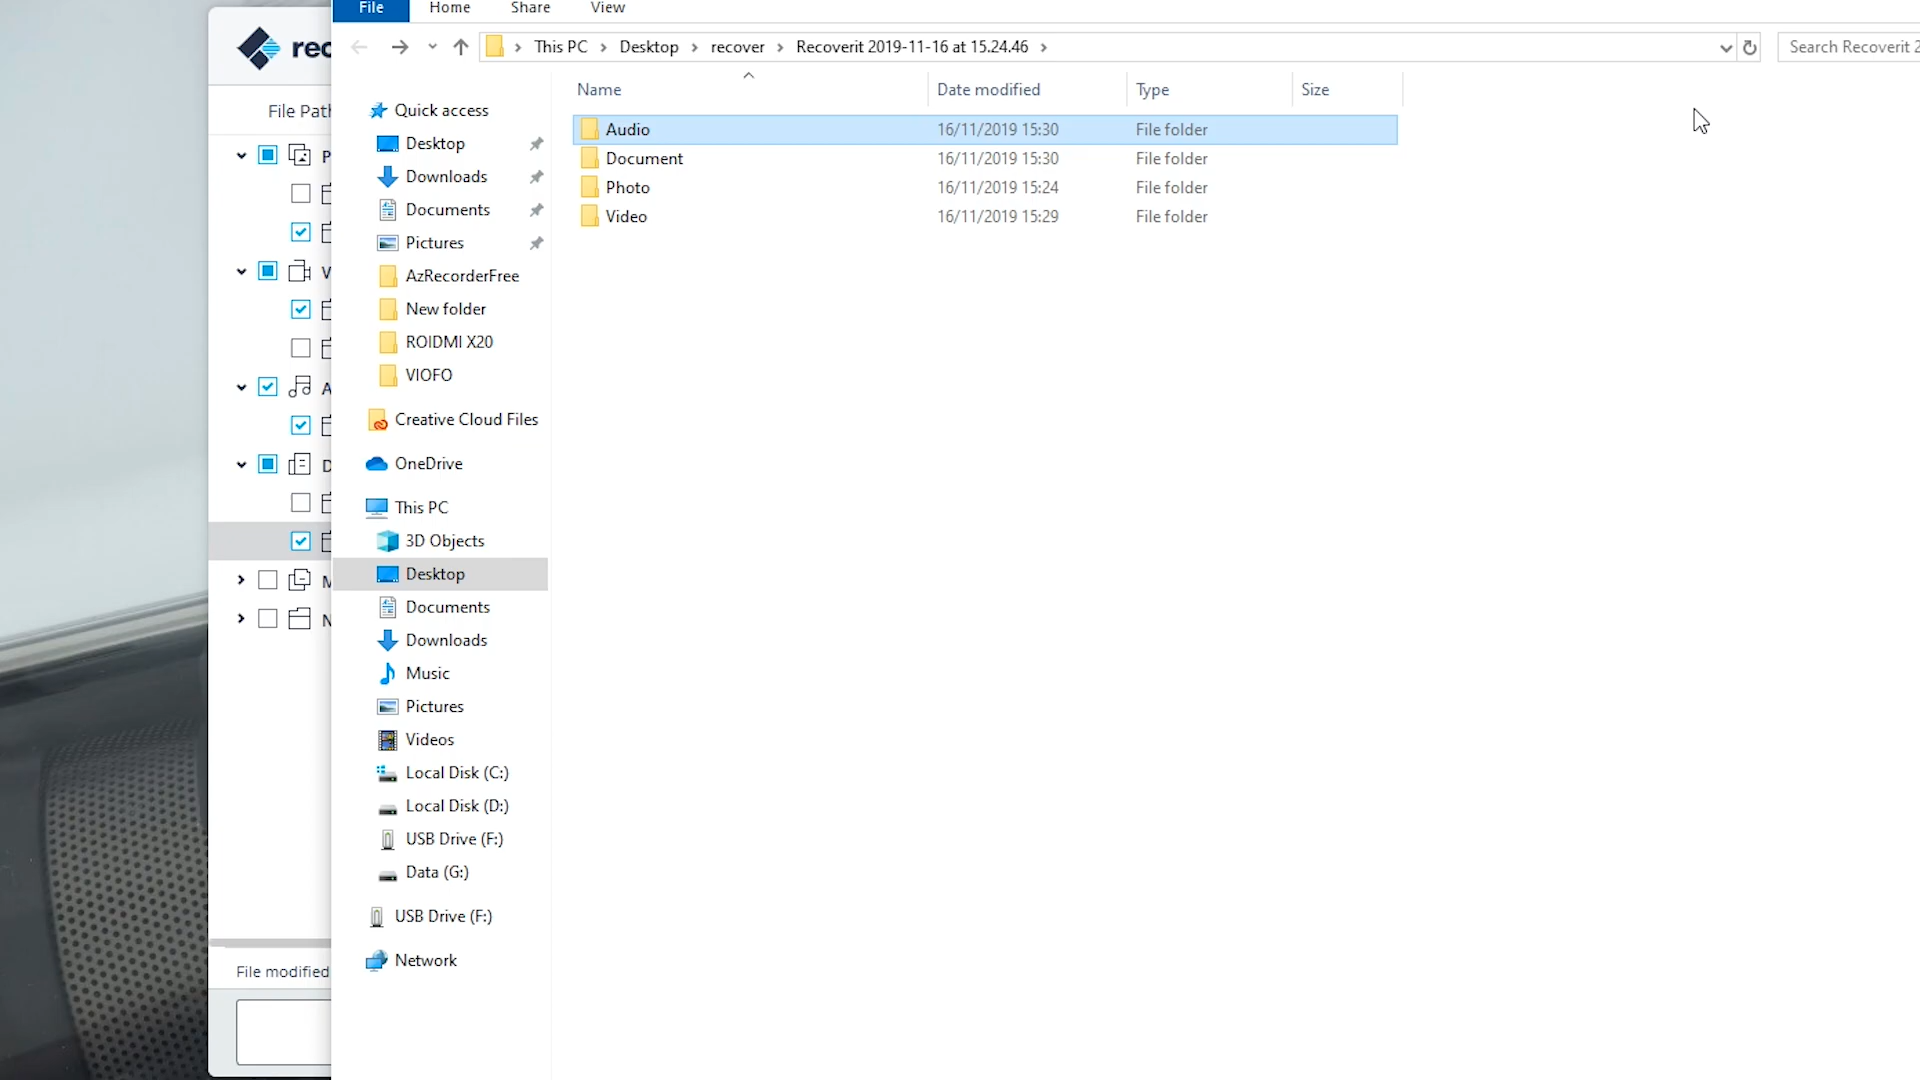 File Home Share View
This PC Desktop recover Recoverit 2019-11-16 at 15.24.46
Search Recoverit 2
rec
File Path
P
V
A
D
M
N
File modified
Name Date modified Type Size
Audio 16/11/2019 15:30 File folder
Document 16/11/2019 15:30 File folder
Photo 16/11/2019 15:24 File folder
Video 16/11/2019 15:29 File folder
Quick access
Desktop
Downloads
Documents
Pictures
AzRecorderFree
New folder
ROIDMI X20
VIOFO
Creative Cloud Files
OneDrive
This PC
3D Objects
Desktop
Documents
Downloads
Music
Pictures
Videos
Local Disk (C:)
Local Disk (D:)
USB Drive (F:)
Data (G:)
USB Drive (F:)
Network